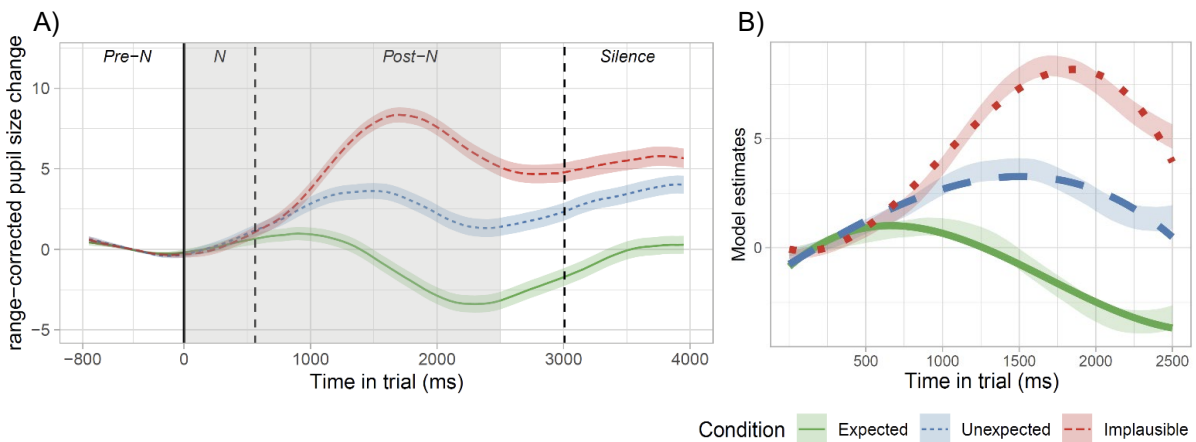 A)
Pre-N
N
Post-N
Silence
range-corrected pupil size change
10
5
0
−5
−800
0
1000
2000
3000
4000
Time in trial (ms)
B)
Model estimates
5
0
500
1000
1500
2000
2500
Time in trial (ms)
Condition Expected Unexpected Implausible